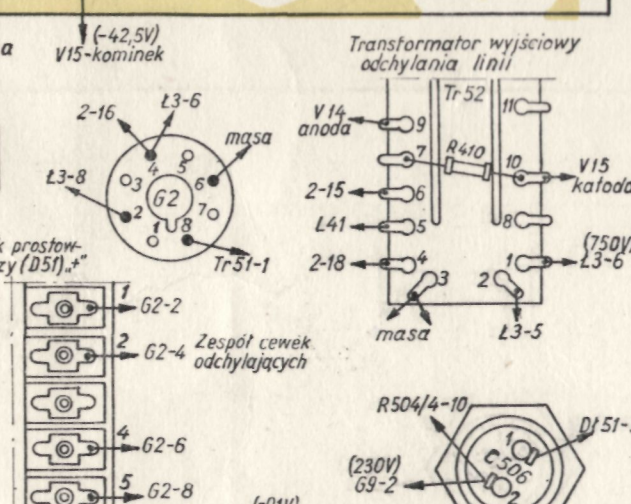 a
(-42,5V)
V15-kominek
2-16
Ł3-6
masa
Ł3-8
4
5
3
6
G2
2
7
1
8
Tr51-1
Transformator wyjściowy
odchylania linii
Tr52
V14
anoda
9
11
7
R410
10
V15
katoda
2-15
6
Ł41
5
8
(750V)
2-18
4
1
Ł3-6
3
2
masa
Ł3-5
k prostow-
zy (D51)„+”
1
G2-2
2
G2-4
Zespół cewek
odchylających
4
G2-6
5
G2-8
R504/4-10
1
Dł51-
C506
(230V)
G9-2
2